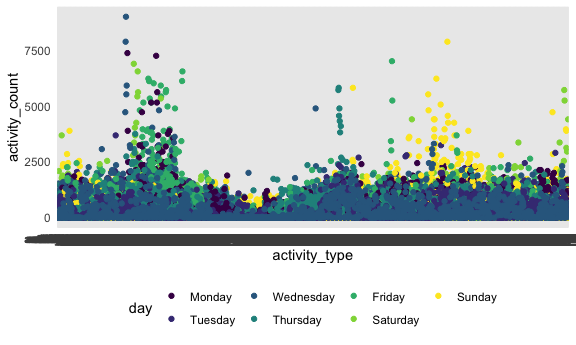 7500
5000
2500
0
activity_count
activity_type
day
Monday Wednesday Friday Sunday
Tuesday Thursday Saturday